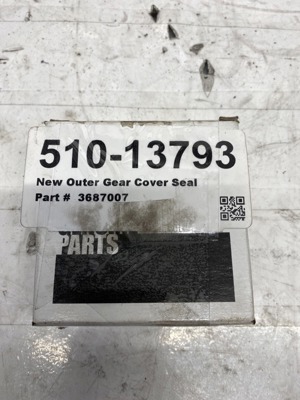 510-13793
New Outer Gear Cover Seal
Part # 3687007
PARTS